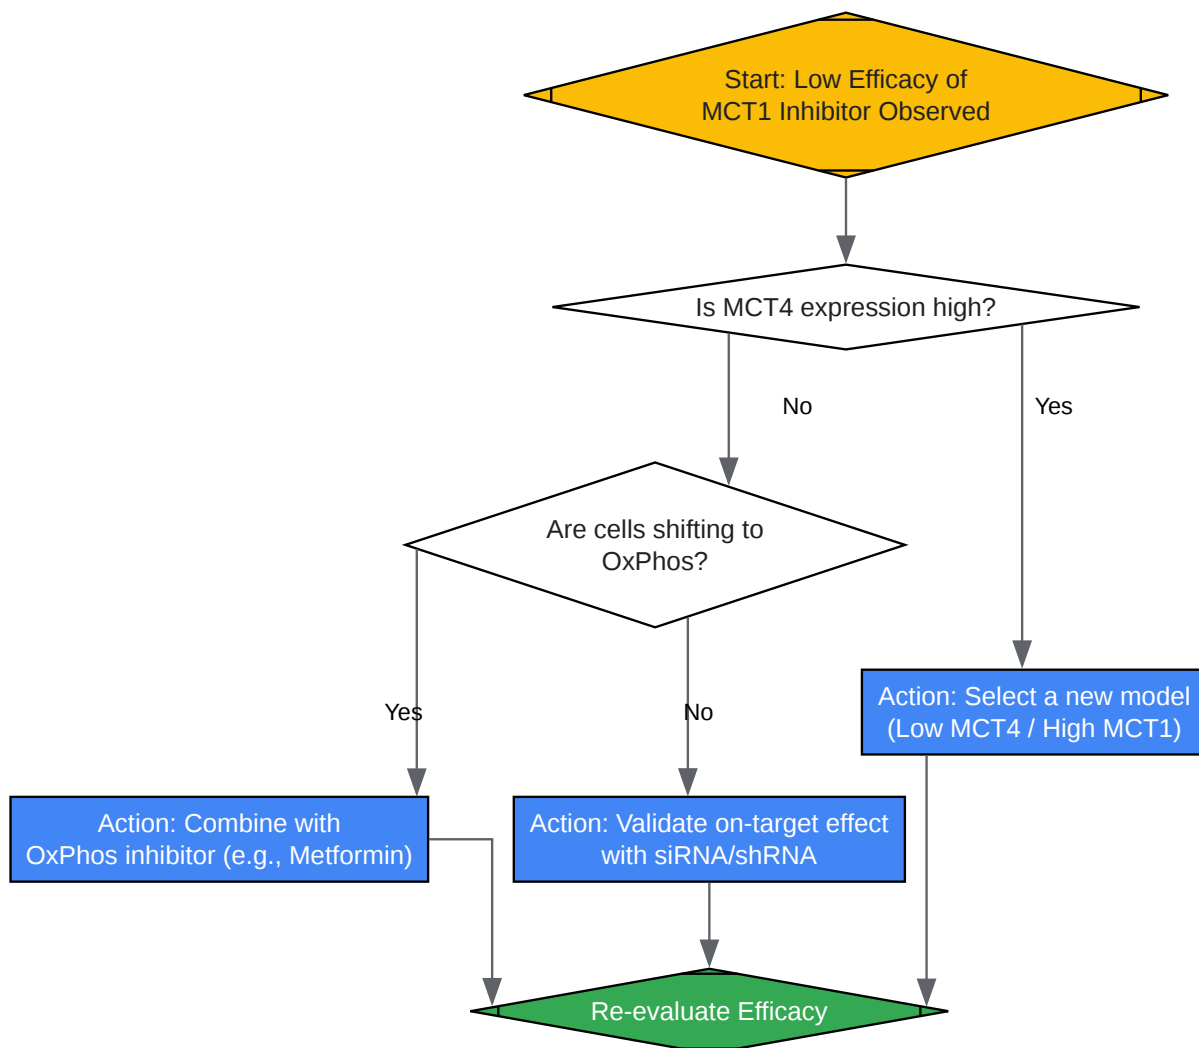 Start: Low Efficacy of
MCT1 Inhibitor Observed
Is MCT4 expression high?
No
Yes
Are cells shifting to
OxPhos?
Yes
No
Action: Select a new model
(Low MCT4 / High MCT1)
Action: Combine with
OxPhos inhibitor (e.g., Metformin)
Action: Validate on-target effect
with siRNA/shRNA
Re-evaluate Efficacy